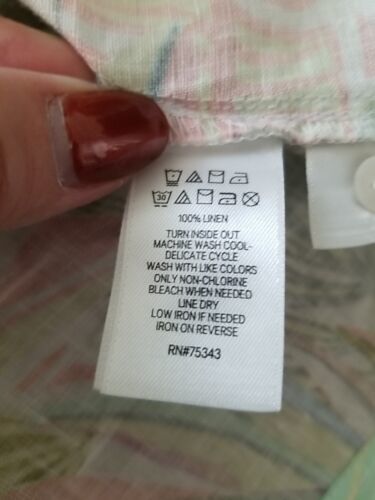 30
100% LINEN
TURN INSIDE OUT
MACHINE WASH COOL-
DELICATE CYCLE
WASH WITH LIKE COLORS
ONLY NON-CHLORINE
BLEACH WHEN NEEDED
LINE DRY
LOW IRON IF NEEDED
IRON ON REVERSE
RN#75343